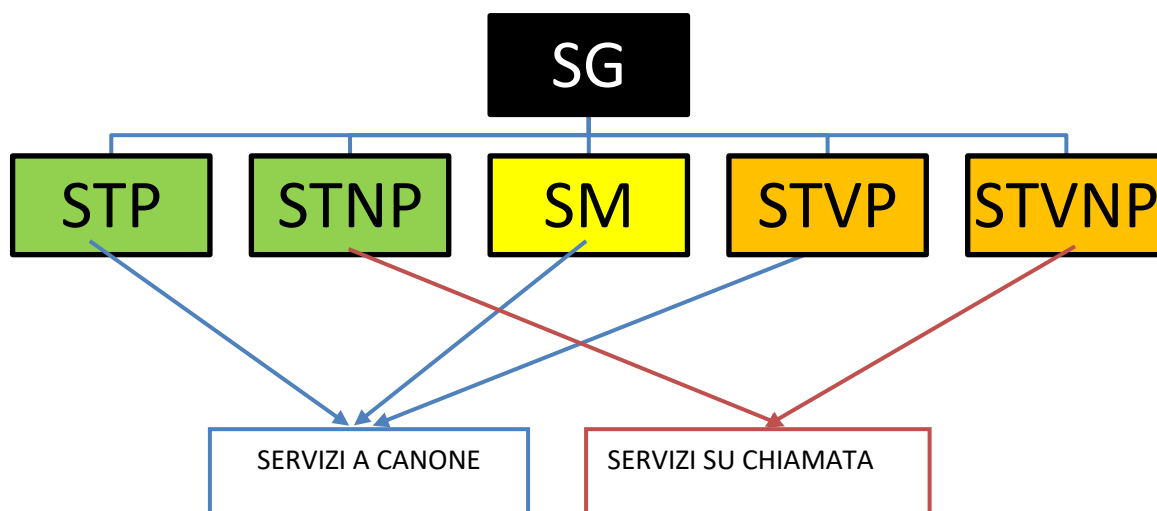 SG
STP
STNP
SM
STVP
STVNP
SERVIZI A CANONE
SERVIZI SU CHIAMATA